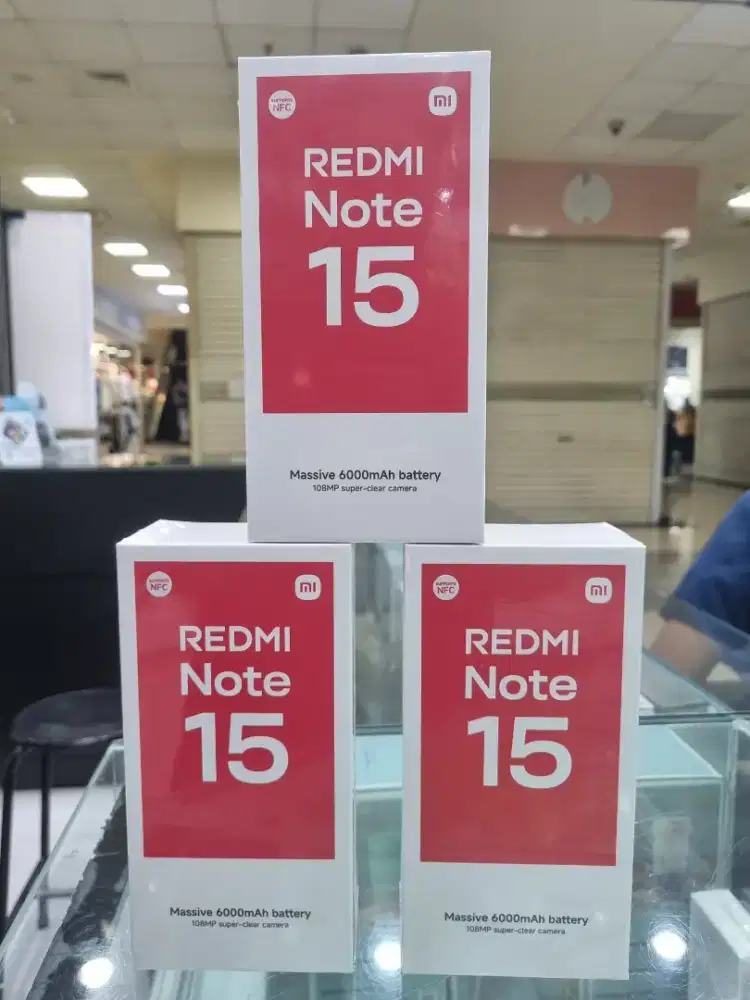 supports
NFC
mi
REDMI
Note
15
Massive 6000mAh battery
108MP super-clear camera
supports
NFC
mi
REDMI
Note
15
Massive 6000mAh battery
108MP super-clear camera
supports
NFC
mi
REDMI
Note
15
Massive 6000mAh battery
108MP super-clear camera